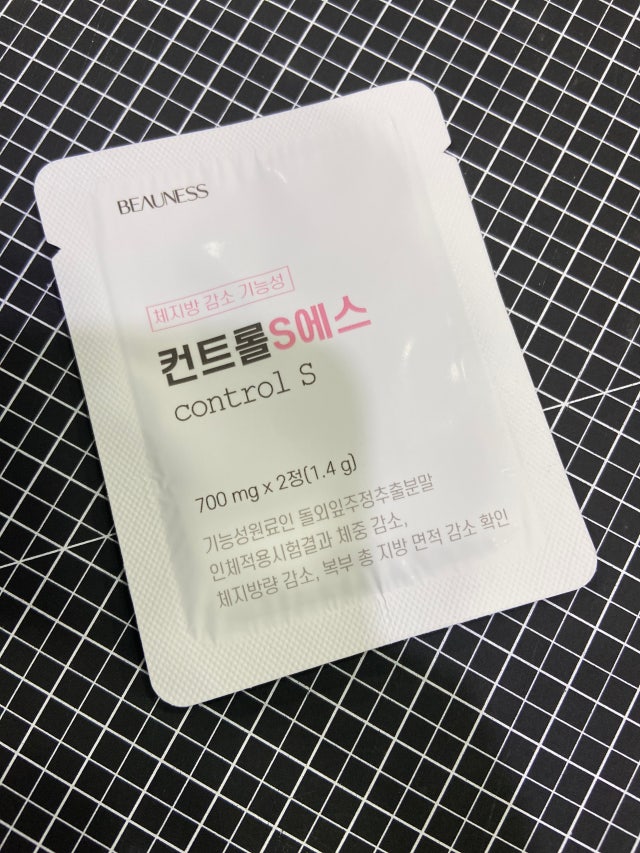 BEAUNESS
체지방 감소 기능성
컨트롤S에스
control S
700 mg x 2정(1.4 g)
기능성원료인 돌외잎주정추출분말
인체적용시험결과 체중 감소,
체지방량 감소, 복부 총 지방 면적 감소 확인